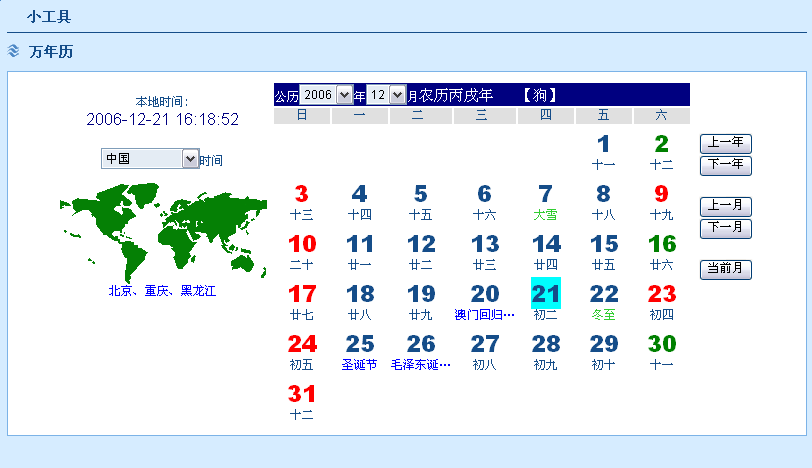 小工具
万年历
本地时间：
2006-12-21 16:18:52
中国 时间
北京、重庆、黑龙江
公历 2006 年 12 月 农历丙戌年 【狗】
日 一 二 三 四 五 六
1 2
十一 十二
3 4 5 6 7 8 9
十三 十四 十五 十六 大雪 十八 十九
10 11 12 13 14 15 16
二十 廿一 廿二 廿三 廿四 廿五 廿六
17 18 19 20 21 22 23
廿七 廿八 廿九 澳门回归… 初二 冬至 初四
24 25 26 27 28 29 30
初五 圣诞节 毛泽东诞… 初八 初九 初十 十一
31
十二
上一年
下一年
上一月
下一月
当前月